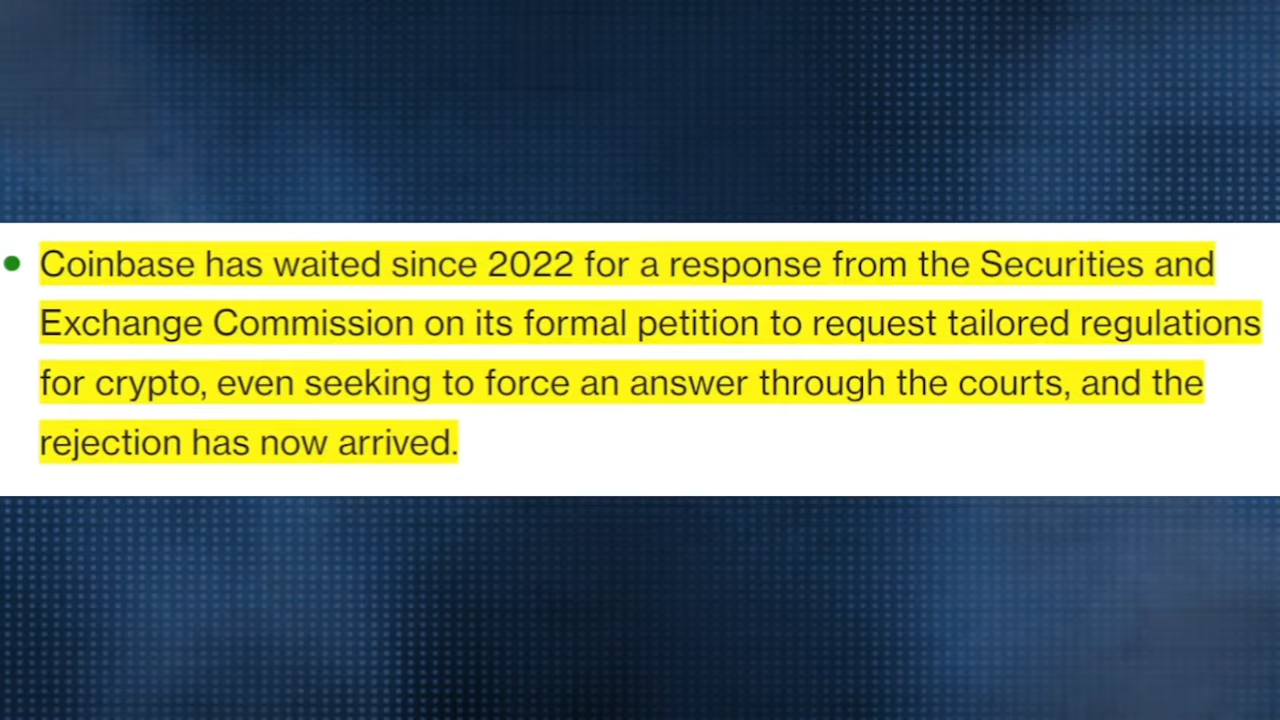 Coinbase has waited since 2022 for a response from the Securities and
Exchange Commission on its formal petition to request tailored regulations
for crypto, even seeking to force an answer through the courts, and the
rejection has now arrived.